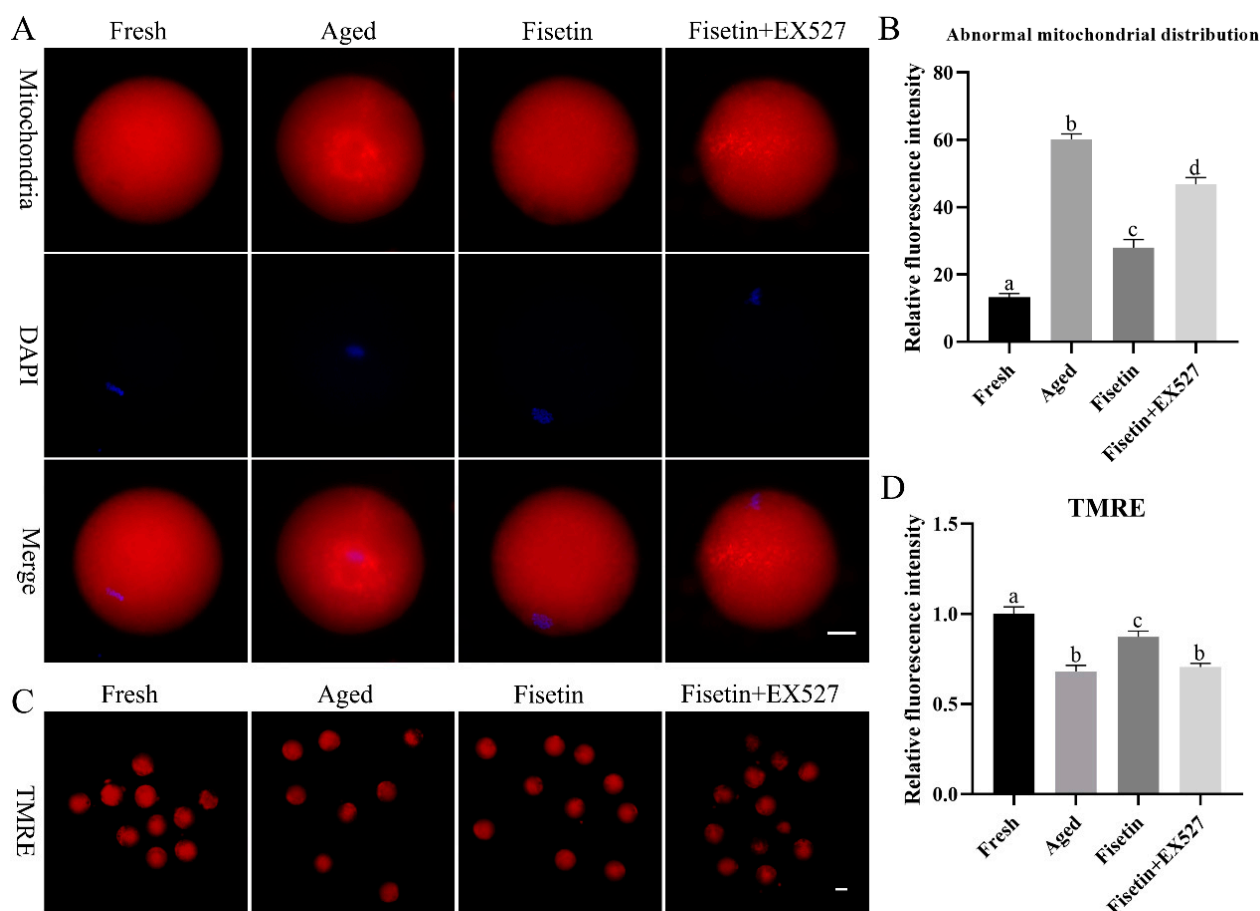 A
Fresh Aged Fisetin Fisetin+EX527
Mitochondria
DAPI
Merge
B
Abnormal mitochondrial distribution
Relative fluorescence intensity
80
60
40
20
0
a
b
c
d
Fresh
Aged
Fisetin
Fisetin+EX527
C
Fresh Aged Fisetin Fisetin+EX527
TMRE
D
TMRE
Relative fluorescence intensity
1.5
1.0
0.5
0.0
a
b
c
b
Fresh
Aged
Fisetin
Fisetin+EX527